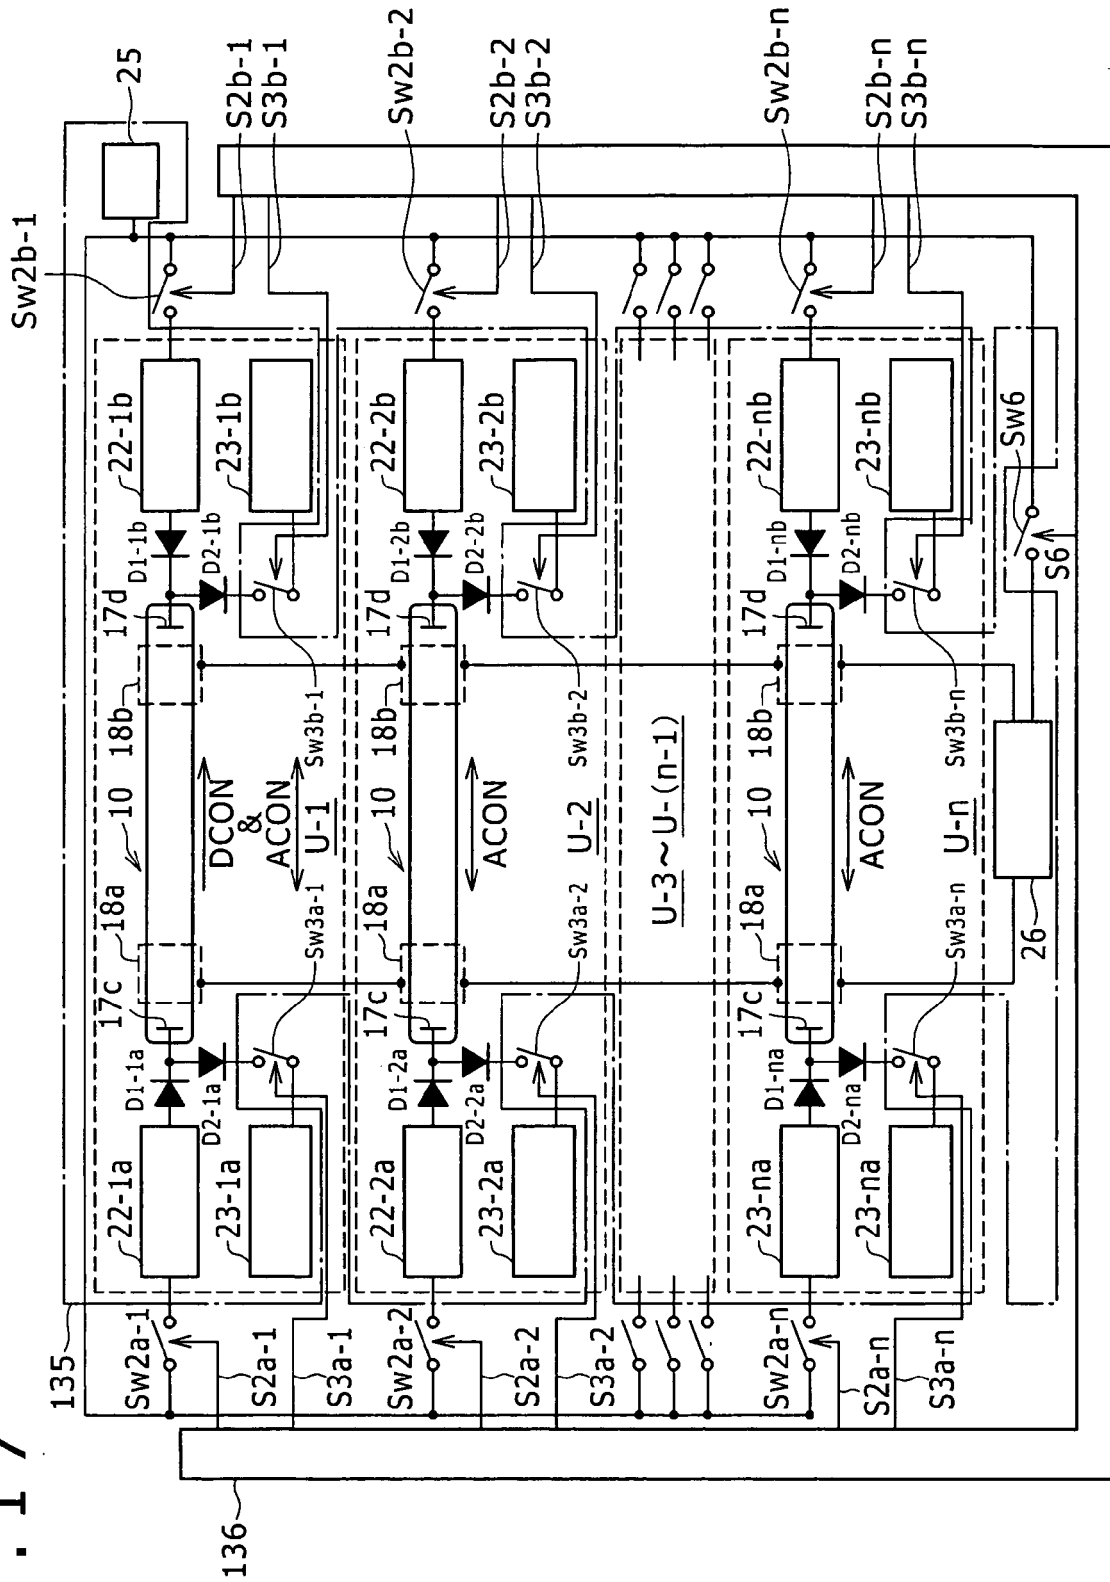 . 17
135
136
25
Sw2b-1
S2b-1
S3b-1
Sw2b-2
S2b-2
S3b-2
Sw2b-n
S2b-n
S3b-n
22-1b
23-1b
D1-1b
D2-1b
17d
18b
Sw3b-1
10
DCON
&
ACON
U-1
18a
17c
Sw3a-1
D1-1a
D2-1a
22-1a
23-1a
Sw2a-1
S2a-1
S3a-1
22-2b
23-2b
D1-2b
D2-2b
17d
18b
Sw3b-2
10
ACON
U-2
18a
17c
Sw3a-2
D1-2a
D2-2a
22-2a
23-2a
Sw2a-2
S2a-2
S3a-2
U-3~U-(n-1)
22-nb
23-nb
D1-nb
D2-nb
17d
18b
Sw3b-n
10
ACON
U-n
18a
17c
Sw3a-n
D1-na
D2-na
23-na
23-na
Sw2a-n
S2a-n
S3a-n
Sw6
S6
26